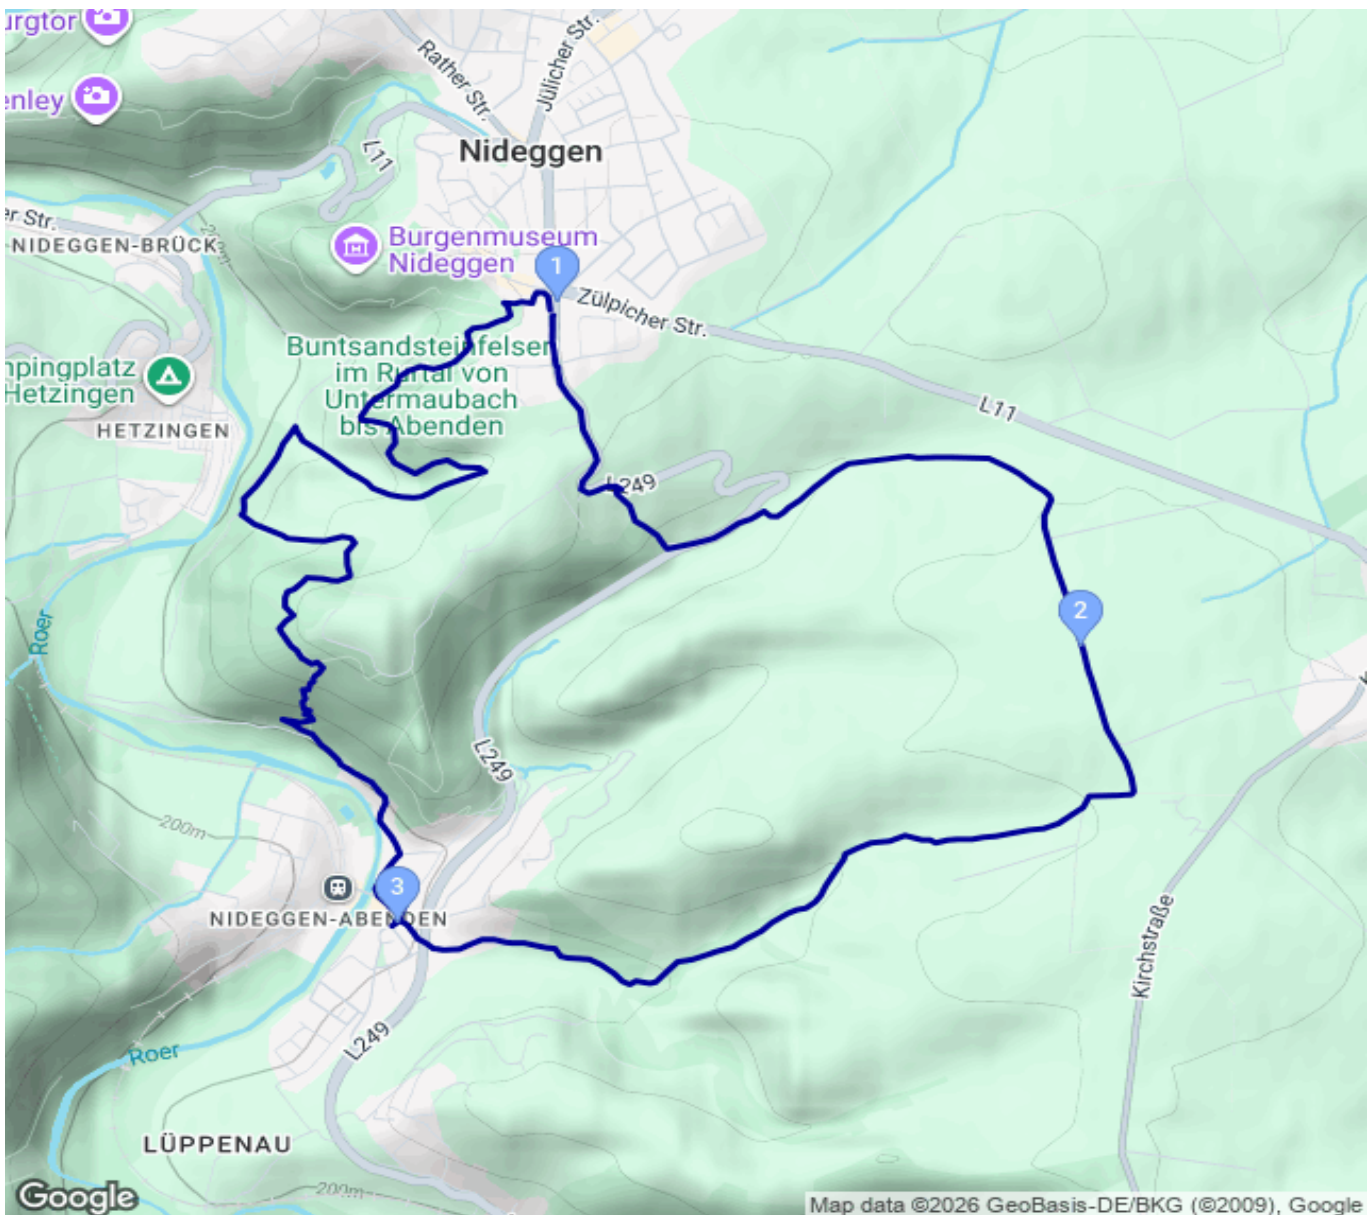 urgtor
enley
Rather Str.
Jülicher Str.
L11
Nideggen
er Str.
NIDEGGEN-BRÜCK
200m
Burgenmuseum
Nideggen
1
Zülpicher Str.
Buntsandsteinfelsen
im Rurtal von
Untermaubach
bis Abenden
mpingplatz
Hetzingen
HETZINGEN
L11
L249
2
Roer
L249
200m
3
NIDEGGEN-ABENDEN
Kirchstraße
L249
Roer
LÜPPENAU
200m
Google
Map data ©2026 GeoBasis-DE/BKG (©2009), Google